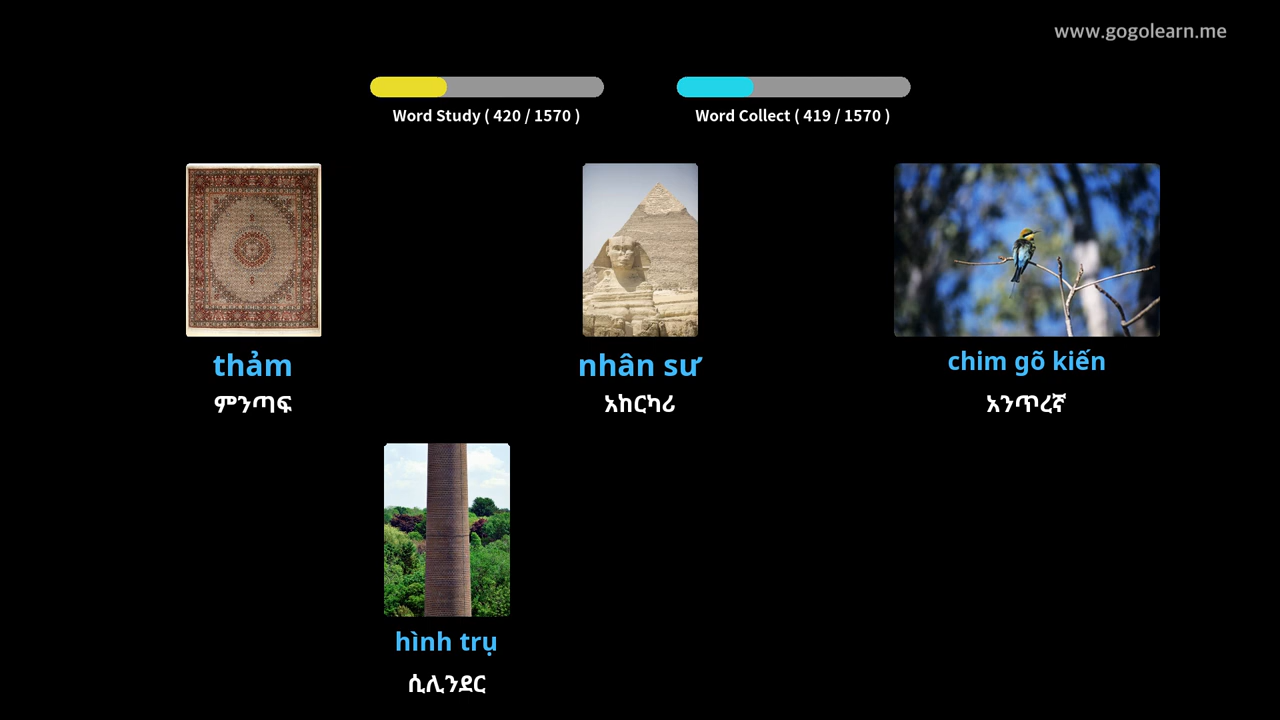 www.gogolearn.me
Word Study ( 420 / 1570 )
Word Collect ( 419 / 1570 )
thảm
ምንጣፍ
nhân sư
አከርካሪ
chim gõ kiến
አንጥረኛ
hình trụ
ሲሊንደር